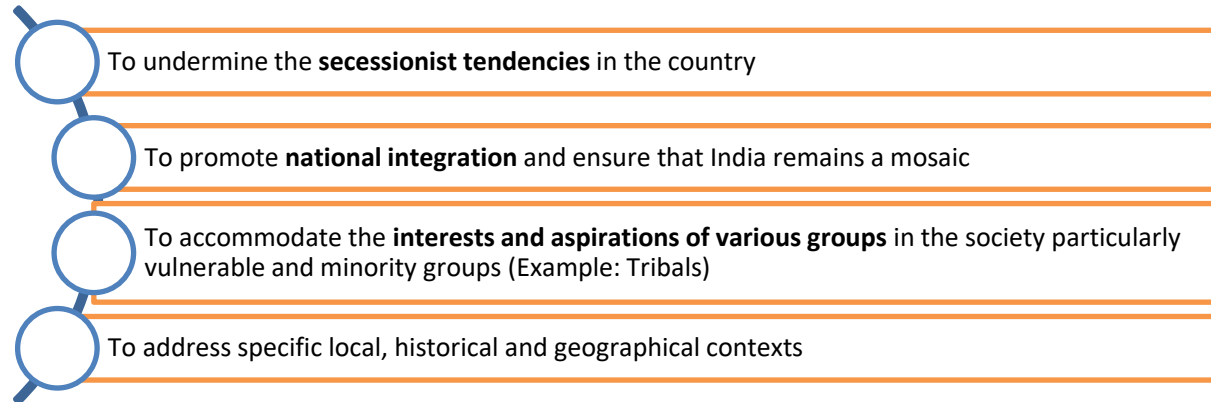 To undermine the secessionist tendencies in the country
To promote national integration and ensure that India remains a mosaic
To accommodate the interests and aspirations of various groups in the society particularly
vulnerable and minority groups (Example: Tribals)
To address specific local, historical and geographical contexts